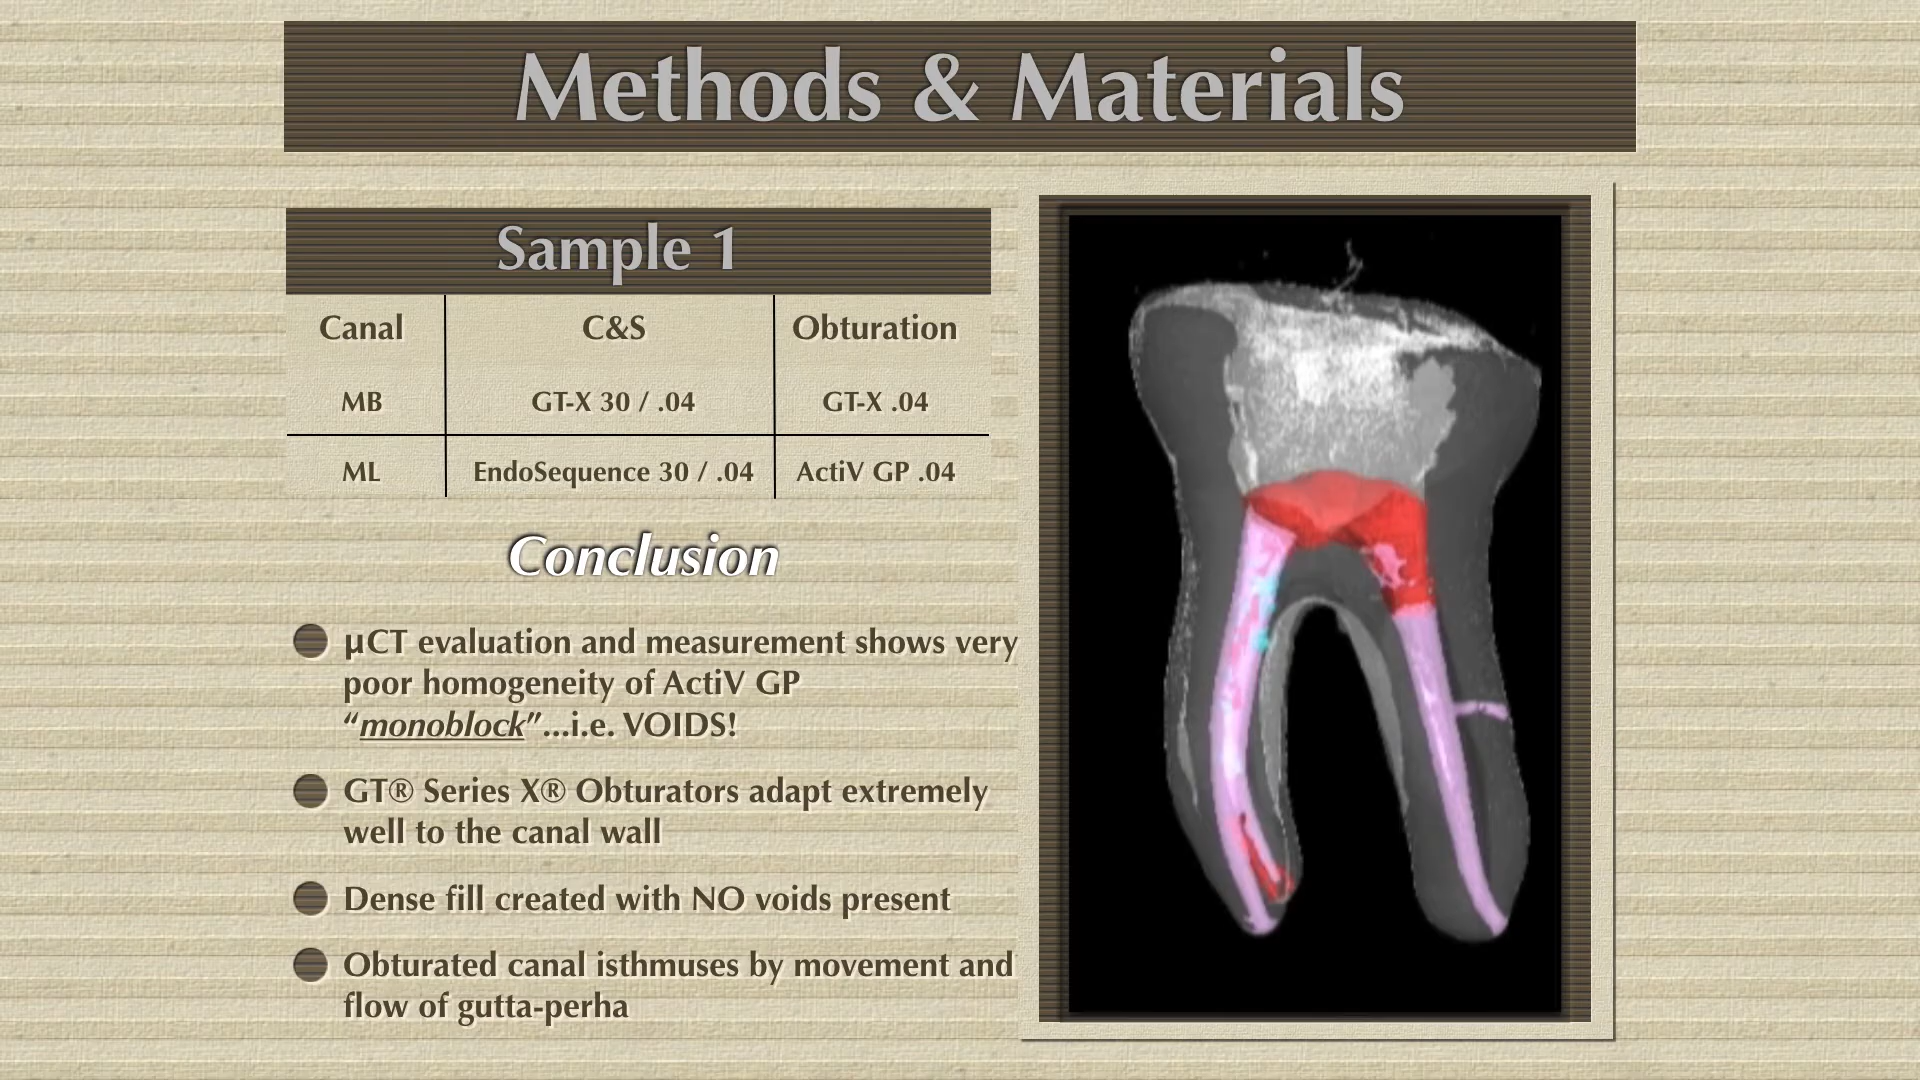 Methods & Materials
Sample 1
Canal C&S Obturation
MB GT-X 30 / .04 GT-X .04
ML EndoSequence 30 / .04 ActiV GP .04
Conclusion
µCT evaluation and measurement shows very
poor homogeneity of ActiV GP
“monoblock”...i.e. VOIDS!
GT® Series X® Obturators adapt extremely
well to the canal wall
Dense fill created with NO voids present
Obturated canal isthmuses by movement and
flow of gutta-perha